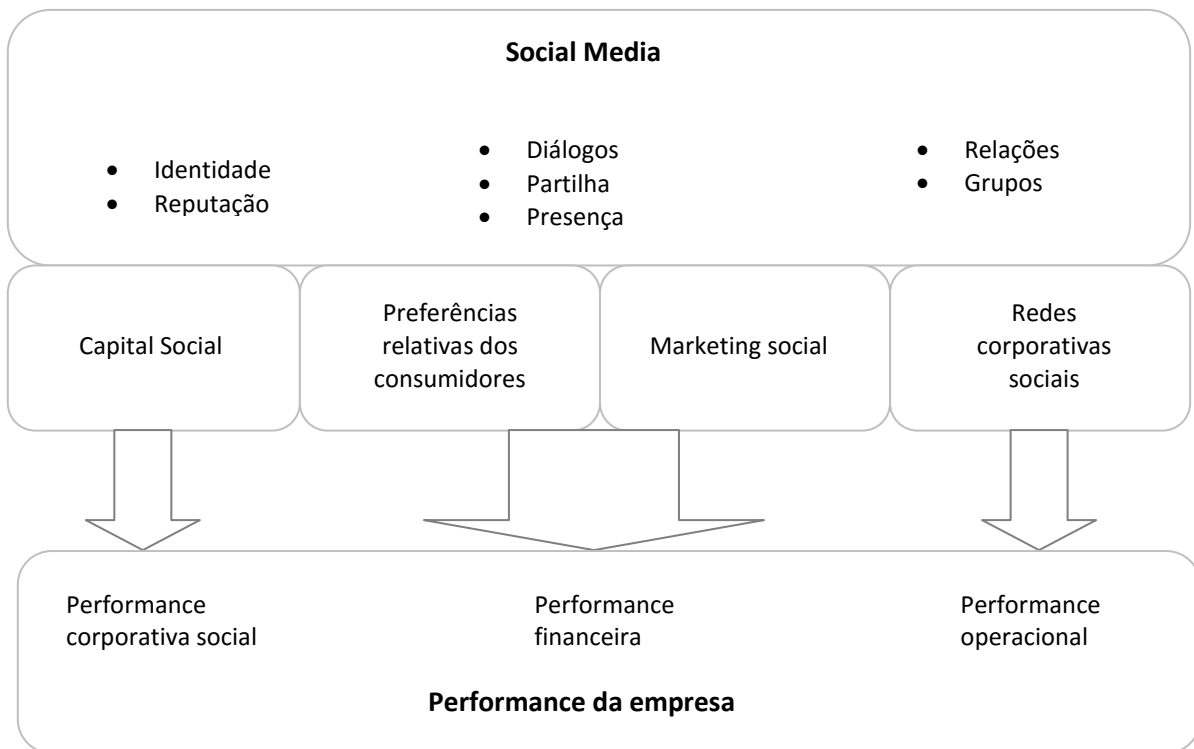 Social Media
• Identidade
• Reputação
• Diálogos
• Partilha
• Presença
• Relações
• Grupos
Capital Social
Preferências
relativas dos
consumidores
Marketing social
Redes
corporativas
sociais
Performance
corporativa social
Performance
financeira
Performance
operacional
Performance da empresa